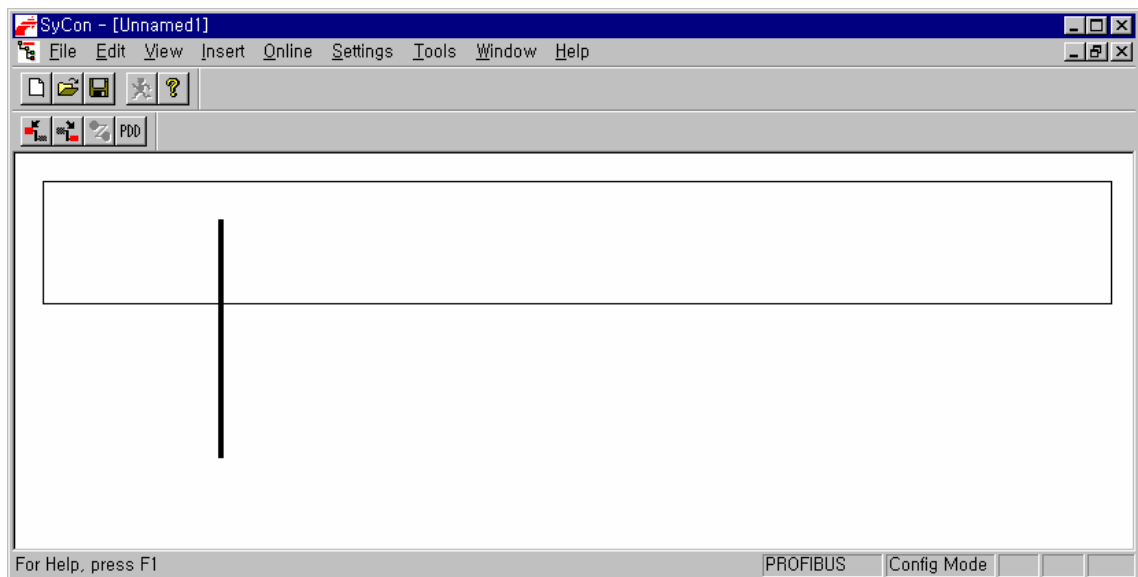 SyCon - [Unnamed1]
File Edit View Insert Online Settings Tools Window Help
PDD
For Help, press F1 PROFIBUS Config Mode